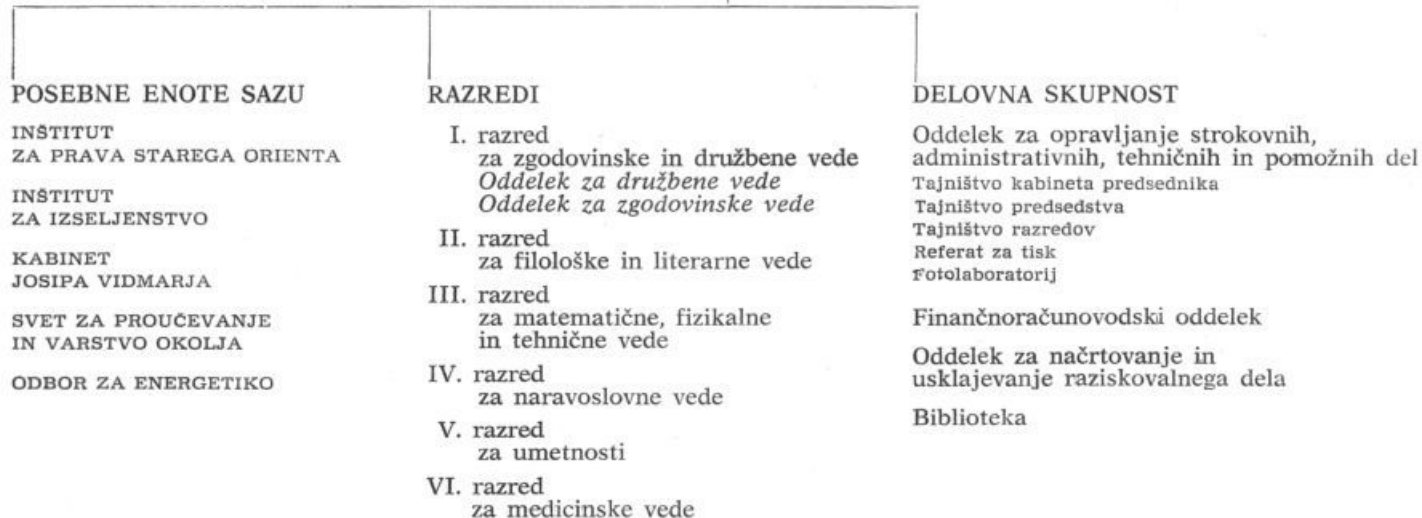 POSEBNE ENOTE SAZU
INŠTITUT
ZA PRAVA STAREGA ORIENTA
INŠTITUT
ZA IZSELJENSTVO
KABINET
JOSIPA VIDMARJA
SVET ZA PROUČEVANJE
IN VARSTVO OKOLJA
ODBOR ZA ENERGETIKO
RAZREDI
I. razred
za zgodovinske in družbene vede
Oddelek za družbene vede
Oddelek za zgodovinske vede
II. razred
za filološke in literarne vede
III. razred
za matematične, fizikalne
in tehnične vede
IV. razred
za naravoslovne vede
V. razred
za umetnosti
VI. razred
za medicinske vede
DELOVNA SKUPNOST
Oddelek za opravljanje strokovnih,
administrativnih, tehničnih in pomožnih del
Tajništvo kabineta predsednika
Tajništvo predsedstva
Tajništvo razredov
Referat za tisk
Fotolaboratorij
Finančnoračunovodski oddelek
Oddelek za načrtovanje in
usklajevanje raziskovalnega dela
Biblioteka